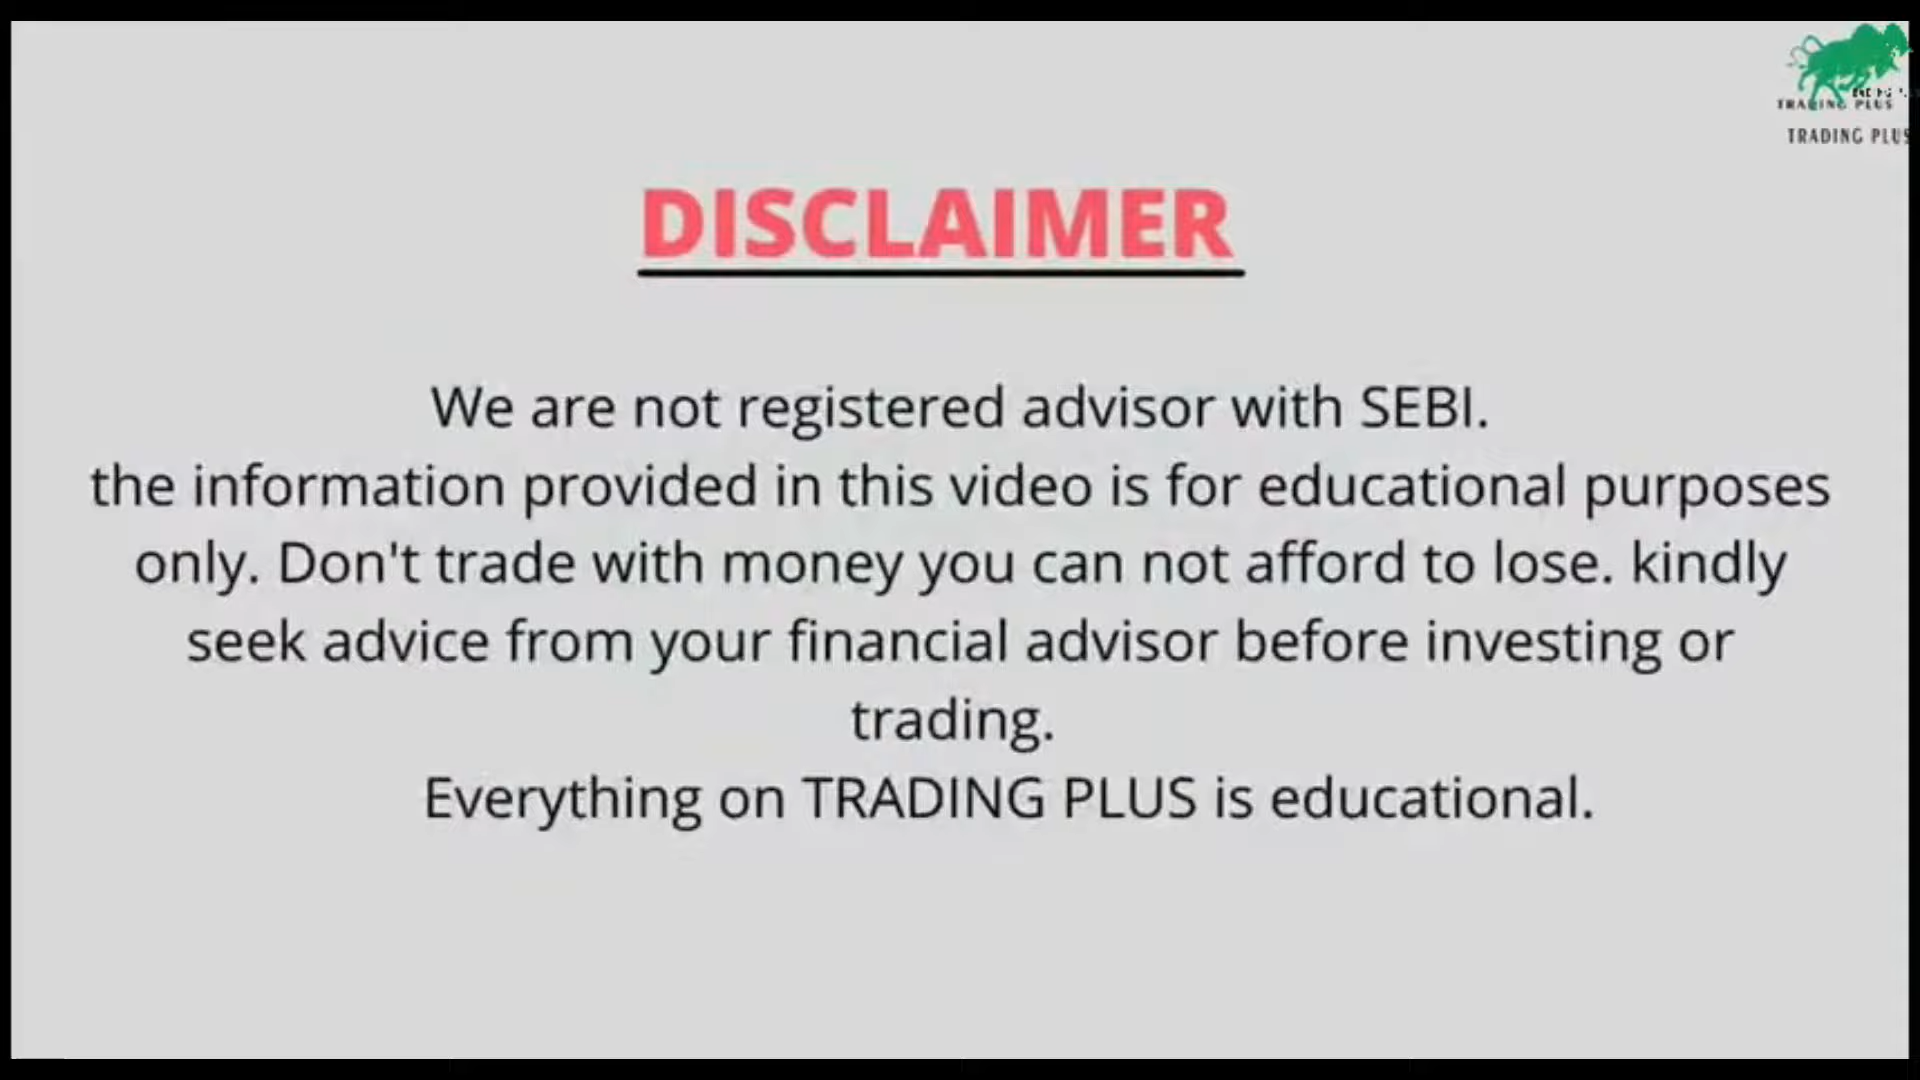 TRADING PLUS
TRADING PLUS
DISCLAIMER
We are not registered advisor with SEBI.
the information provided in this video is for educational purposes
only. Don't trade with money you can not afford to lose. kindly
seek advice from your financial advisor before investing or
trading.
Everything on TRADING PLUS is educational.